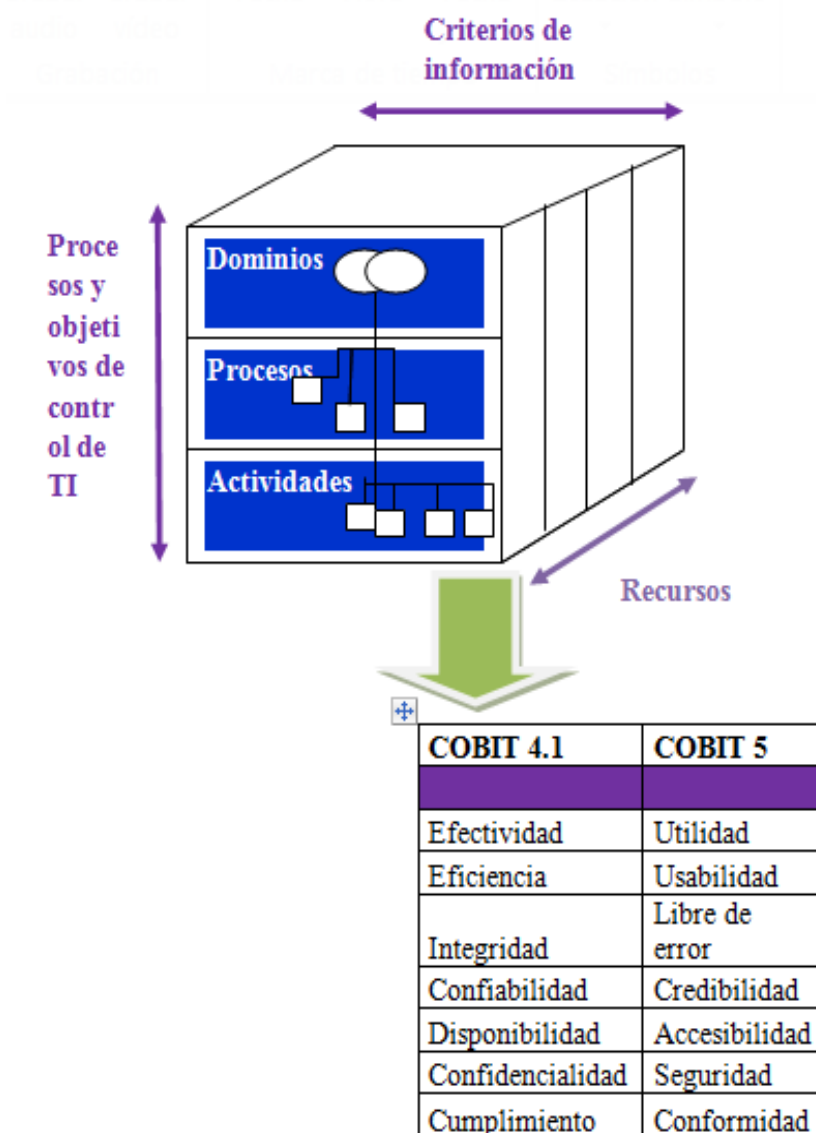 Criterios de
información
Proce
sos y
objeti
vos de
contr
ol de
TI
Dominios
Procesos
Actividades
Recursos
COBIT 4.1 COBIT 5
Efectividad Utilidad
Eficiencia Usabilidad
Libre de
Integridad error
Confiabilidad Credibilidad
Disponibilidad Accesibilidad
Confidencialidad Seguridad
Cumplimiento Conformidad